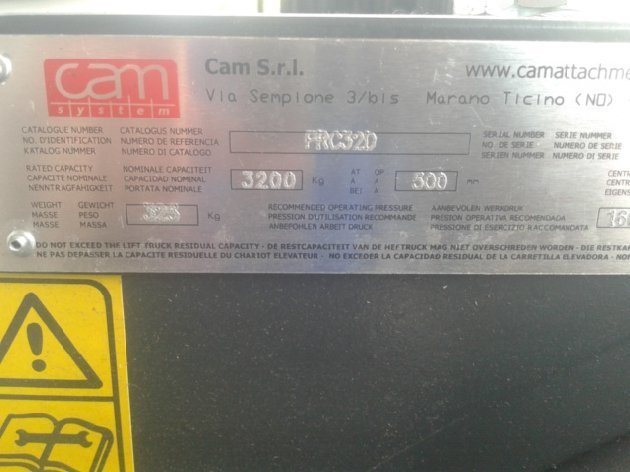 cam
system
Cam S.r.l.
www.camattachme
Via Sempione 3/bis Marano Ticino (NO)
CATALOGUE NUMBER CATALOGUS NUMMER
NO. D'IDENTIFICATION NUMERO DE REFERENCIA
KATALOG NUMMER NUMERO DI CATALOGO
FRC32D
SERIAL NUMBER SERIE NUMMER
NO. DE SERIE NUMERO DE SERIE
SERIEN NUMMER
RATED CAPACITY NOMINALE CAPACITEIT
CAPACITE NOMINALE CAPACIDAD NOMINAL
NENNTRAGFAHIGKEIT PORTATA NOMINALE
3200 Kg
AT OP
A A
BEI A
600 mm
CENT
CENTR
EIGENS
WEIGHT GEWICHT
MASSE PESO
MASSE MASSA
Kg
RECOMMENDED OPERATING PRESSURE AANBEVOLEN WERKDRUK
PRESSION D'UTILISATION RECOMMANDE PRESION OPERATIVA RECOMENDADA
ANBEFOHLEN ARBEIT DRUCK PRESSIONE DI ESERCIZIO RACCOMANDATA
160
DO NOT EXCEED THE LIFT TRUCK RESIDUAL CAPACITY - DE RESTCAPACITEIT VAN DE HEFTRUCK MAG NIET OVERSCHREDEN WORDEN - DIE RESTKAP
NE PAS DEPASSER LA CAPACITE RESIDUELLE DU CHARIOT ELEVATEUR - NO EXCEDER LA CAPACIDAD RESIDUAL DE LA CARRETILLA ELEVADORA - NON